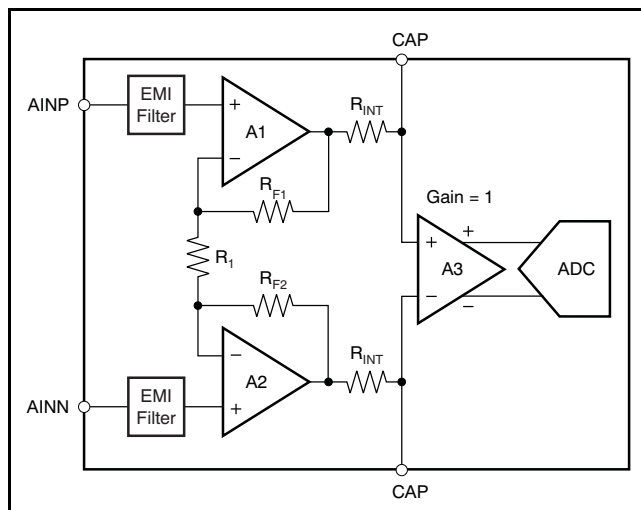 CAP
AINP
EMI
Filter
+
A1
−
R_INT
R_F1
Gain = 1
R_1
+
A3
−
+
−
ADC
R_F2
R_INT
−
A2
+
AINN
EMI
Filter
CAP